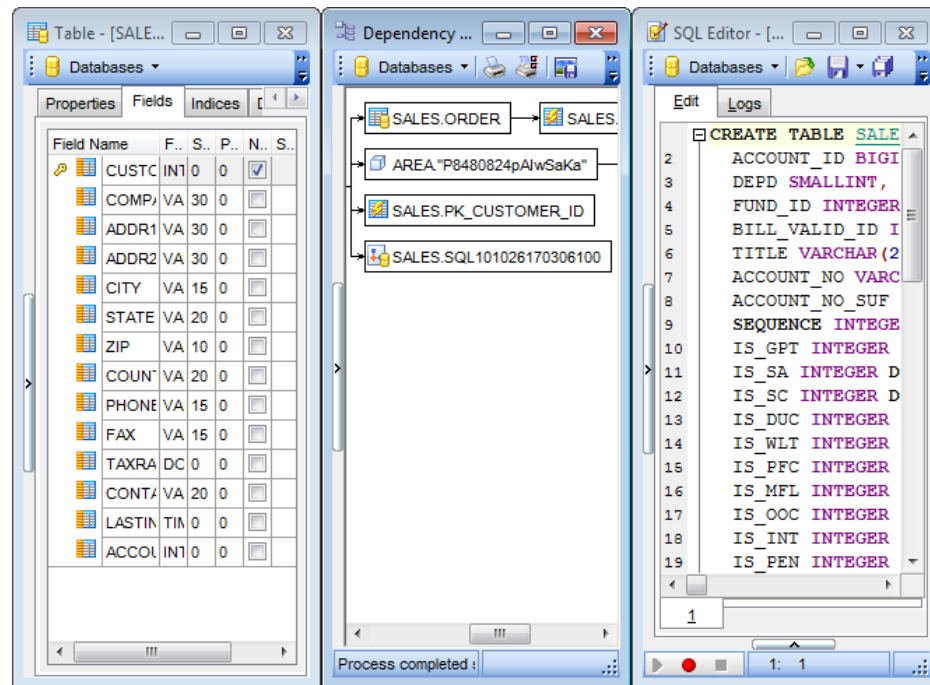 Table - [SALE...
Databases
Properties Fields Indices
Field Name F... S... P... N... S...
CUSTC INT 0 0
COMP VA 30 0
ADDR1 VA 30 0
ADDR2 VA 30 0
CITY VA 15 0
STATE VA 20 0
ZIP VA 10 0
COUN VA 20 0
PHONE VA 15 0
FAX VA 15 0
TAXRA DC 0 0
CONTA VA 20 0
LASTIN TIM 0 0
ACCOU INT 0 0
Dependency ...
Databases
SALES.ORDER SALES.
AREA."P8480824pAIwSaKa"
SALES.PK_CUSTOMER_ID
SALES.SQL101026170306100
Process completed
SQL Editor - [...
Databases
Edit Logs
CREATE TABLE SALE
2 ACCOUNT_ID BIGI
3 DEPD SMALLINT,
4 FUND_ID INTEGER
5 BILL_VALID_ID I
6 TITLE VARCHAR(2
7 ACCOUNT_NO VARC
8 ACCOUNT_NO_SUF
9 SEQUENCE INTEGE
10 IS_GPT INTEGER
11 IS_SA INTEGER D
12 IS_SC INTEGER D
13 IS_DUC INTEGER
14 IS_WLT INTEGER
15 IS_PFC INTEGER
16 IS_MFL INTEGER
17 IS_OOC INTEGER
18 IS_INT INTEGER
19 IS_PEN INTEGER
1
1: 1